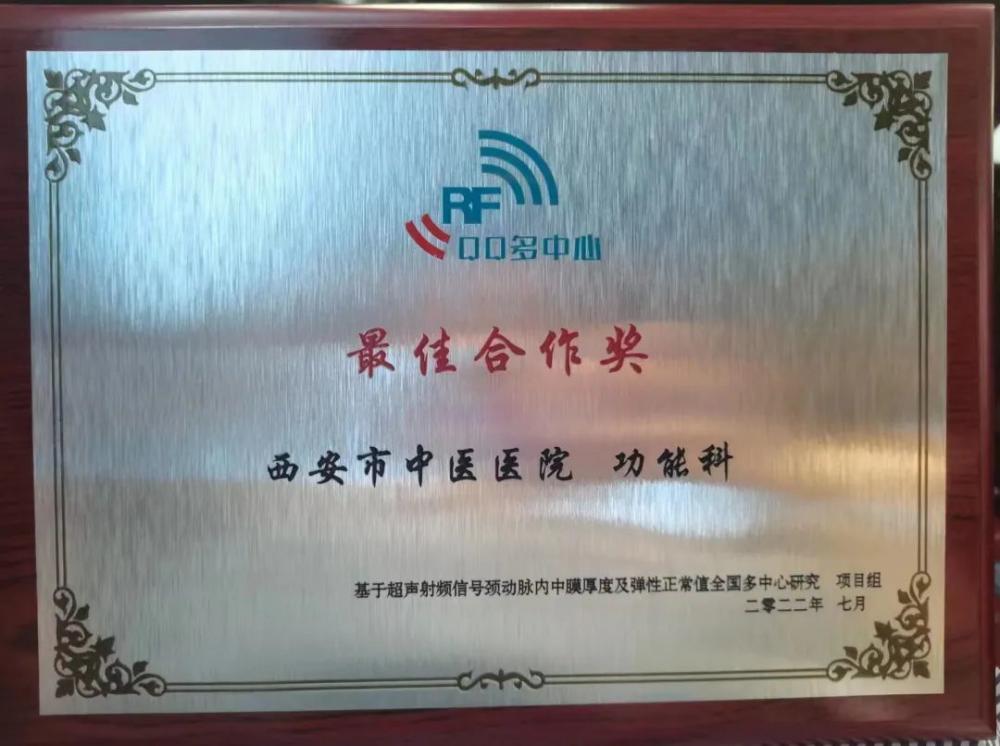 RF
QQ多中心
最佳合作奖
西安市中医医院 功能科
基于超声射频信号颈动脉内中膜厚度及弹性正常值全国多中心研究 项目组
二零二二年 七月